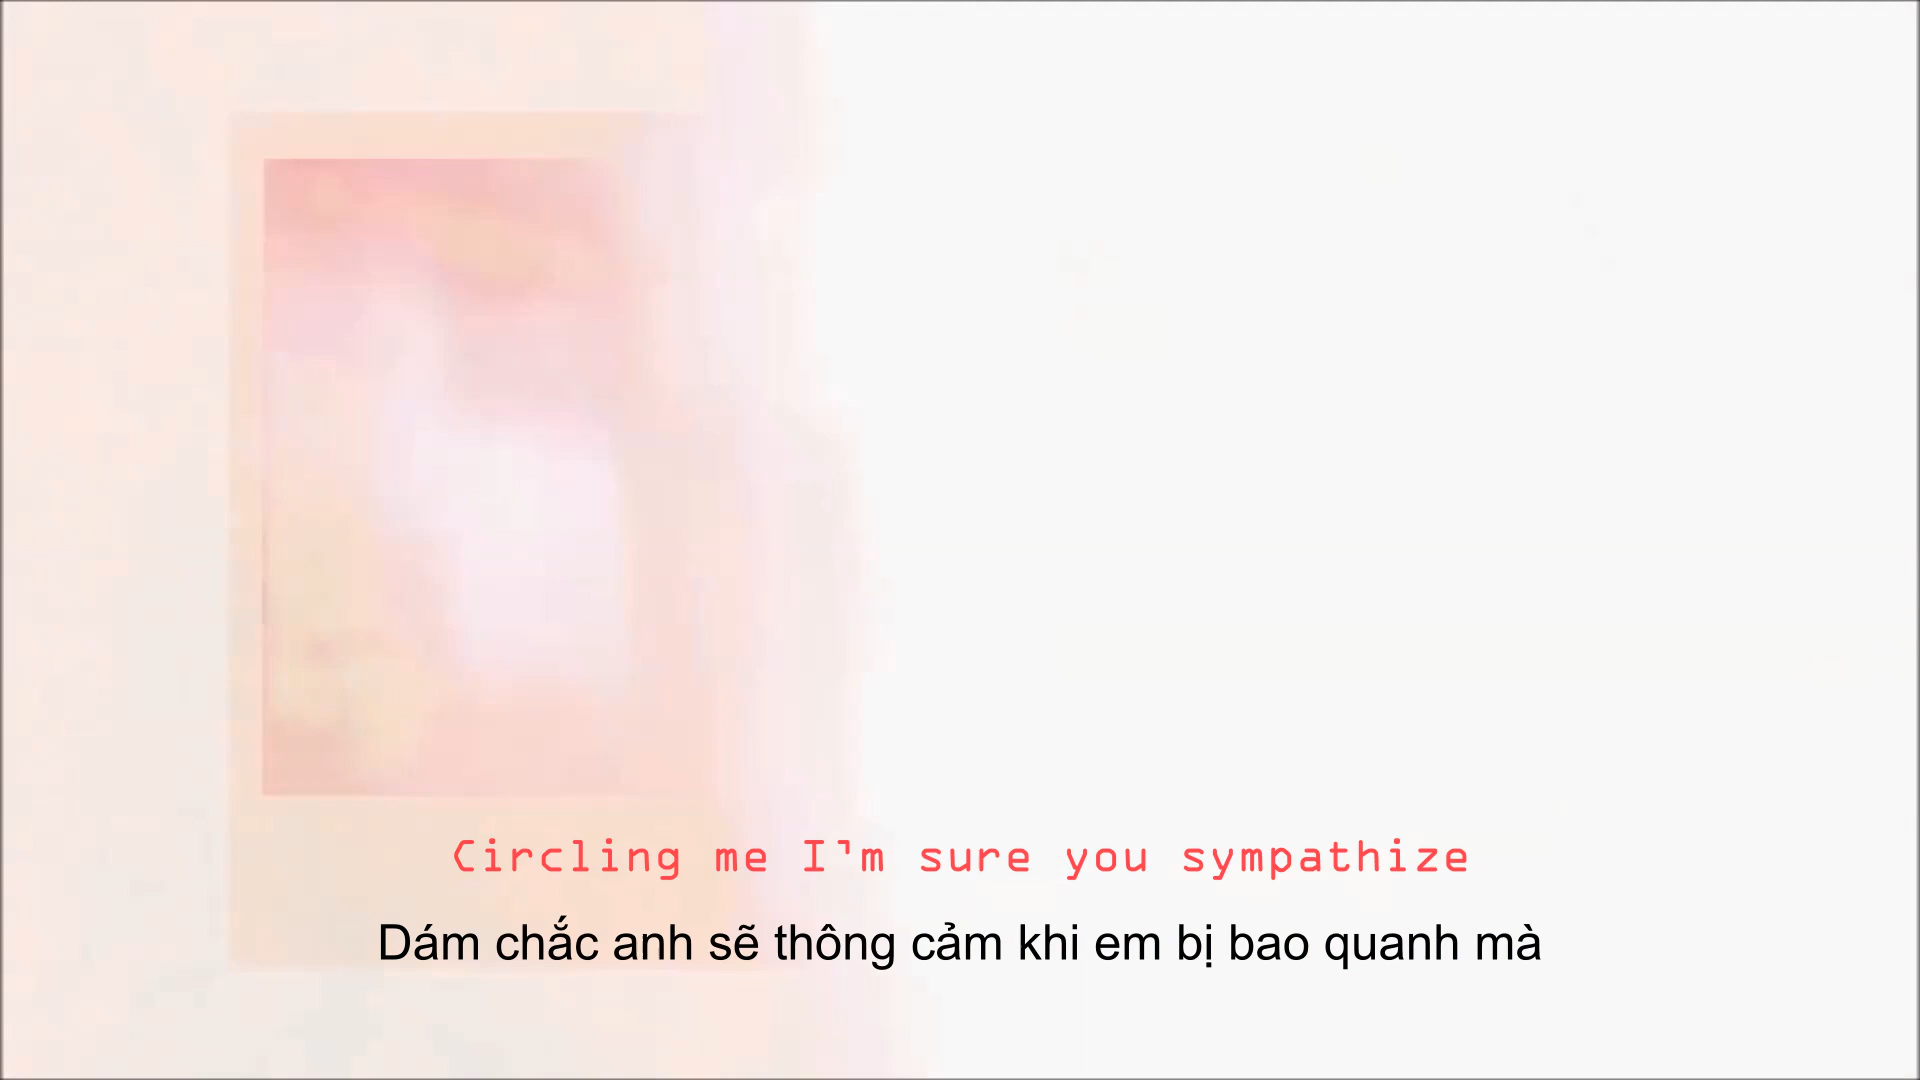 Circling me I'm sure you sympathize
Dám chắc anh sẽ thông cảm khi em bị bao quanh mà